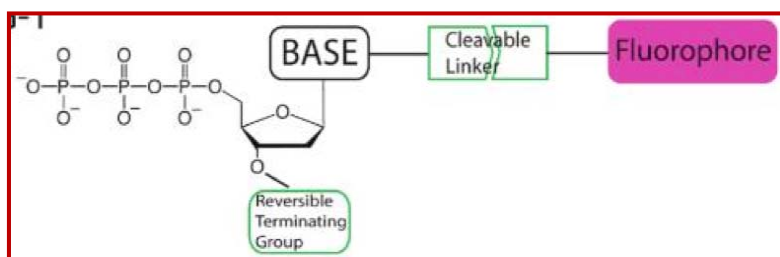 BASE
Cleavable
Linker
Fluorophore
O O O
-O-P-O-P-O-P-O
O- O- O-
O
O
Reversible
Terminating
Group